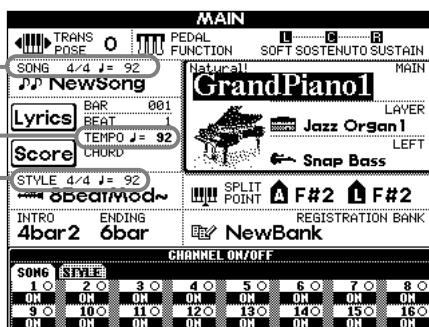 MAIN
TRANSPOSE 0
PEDAL FUNCTION
L C R
SOFT SOSTENUTO SUSTAIN
SONG 4/4 ♩= 92
NewSong
Natural!
MAIN
GrandPiano1
Lyrics
BAR 001
BEAT 1
TEMPO ♩= 92
CHORD
Score
LAYER
Jazz Organ1
LEFT
Snap Bass
STYLE 4/4 ♩= 92
8BeatMod~
SPLIT POINT A F#2 L F#2
INTRO ENDING
4bar2 6bar
REGISTRATION BANK
NewBank
CHANNEL ON/OFF
SONG STYLE
1 2 3 4 5 6 7 8
ON ON ON ON ON ON ON ON
9 10 11 12 13 14 15 16
ON ON ON ON ON ON ON ON